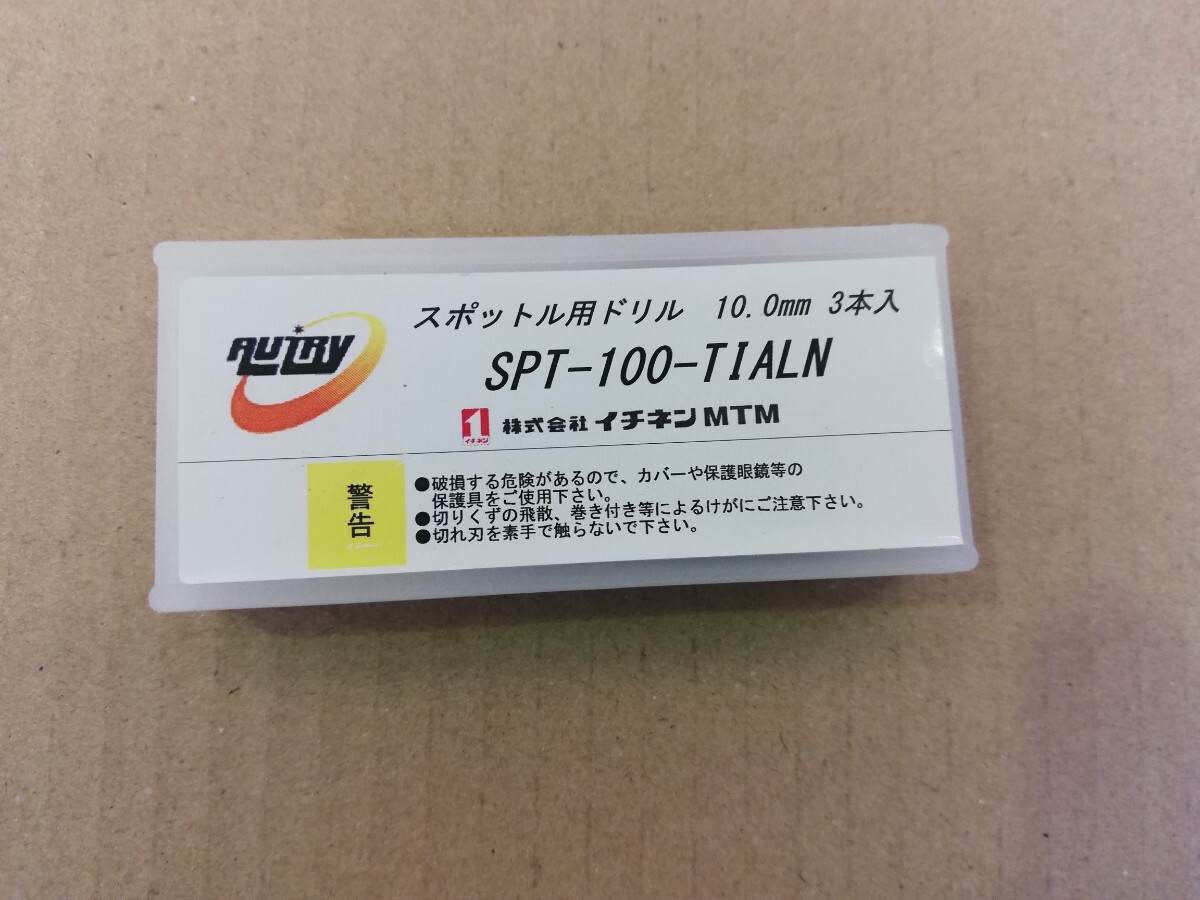 AUTRY
スポットル用ドリル 10.0mm 3本入
SPT-100-TIALN
1 イチネン 株式会社 イチネンMTM
警告
●破損する危険があるので、カバーや保護眼鏡等の
保護具をご使用下さい。
●切りくずの飛散、巻き付き等によるけがにご注意下さい。
●切れ刃を素手で触らないで下さい。